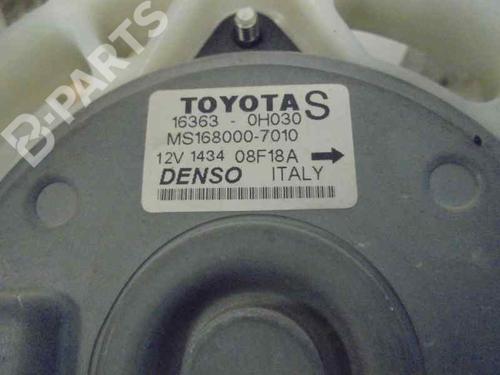 B-PARTS
TOYOTA S
16363 - 0H030
MS168000-7010
12V 1434 08F18A
DENSO ITALY